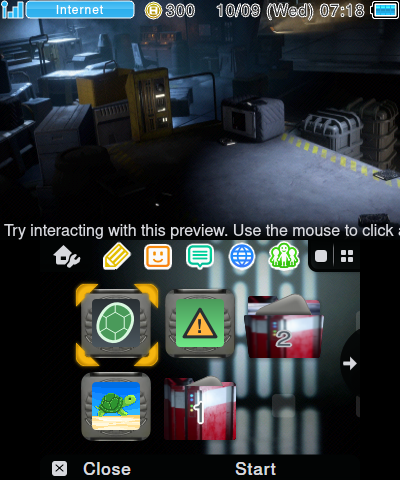 Internet 300 10/09 (Wed) 07:18
Try interacting with this preview. Use the mouse to click a
2
1
Close Start